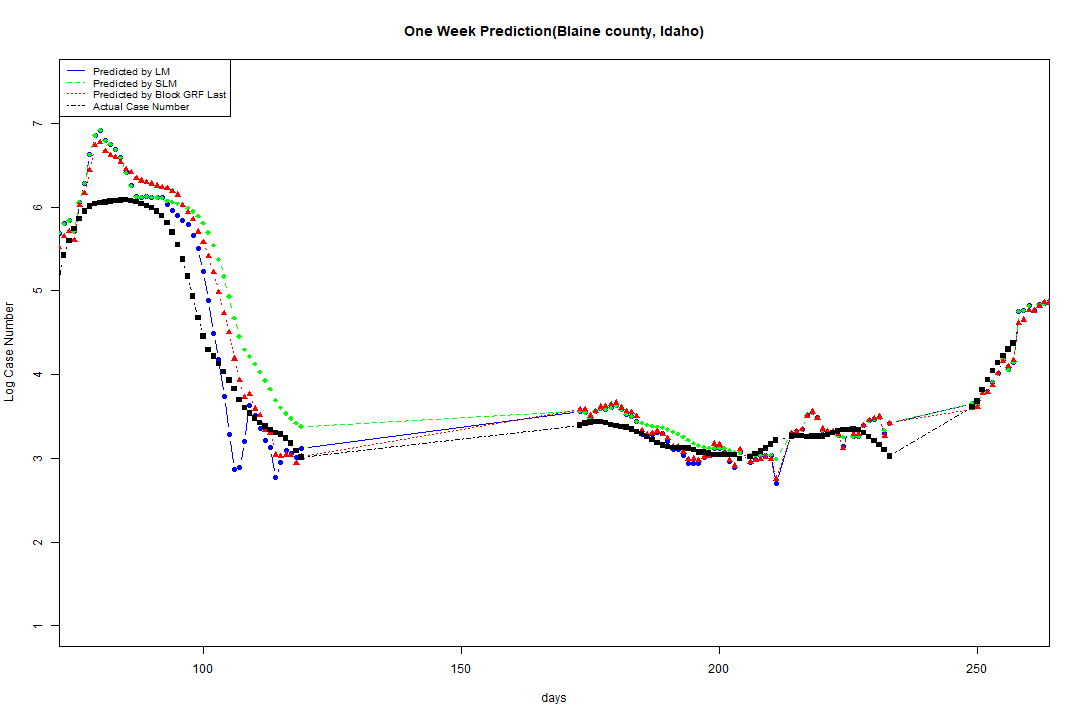 One Week Prediction(Blaine county, Idaho)
Predicted by LM
Predicted by SLM
Predicted by Block GRF Last
Actual Case Number
7
6
5
4
3
2
1
Log Case Number
100 150 200 250
days